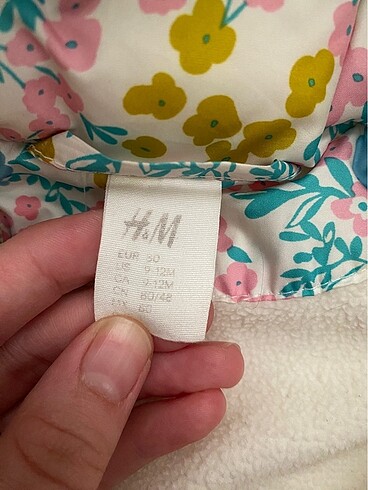 H&M
EUR 80
US 9-12M
CA 9-12M
CN 80/48
MX 80